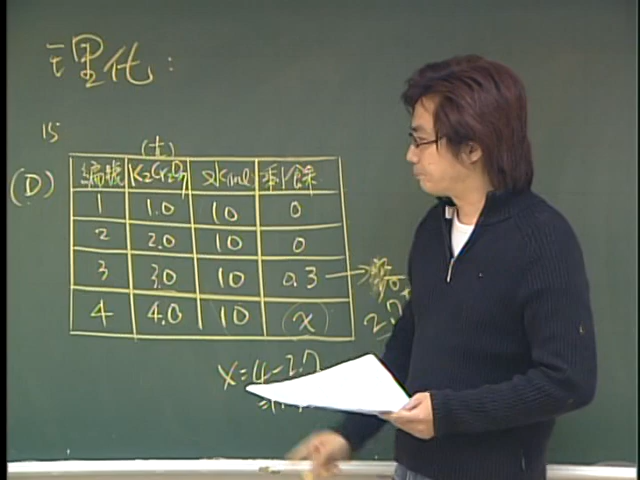 理化:
15
(克)
(D)
編號 K₂Cr₂O₇ 水(ml) 剩餘
1 1.0 10 0
2 2.0 10 0
3 3.0 10 0.3 →
4 4.0 10 (x)
2.7
x=4-2.7